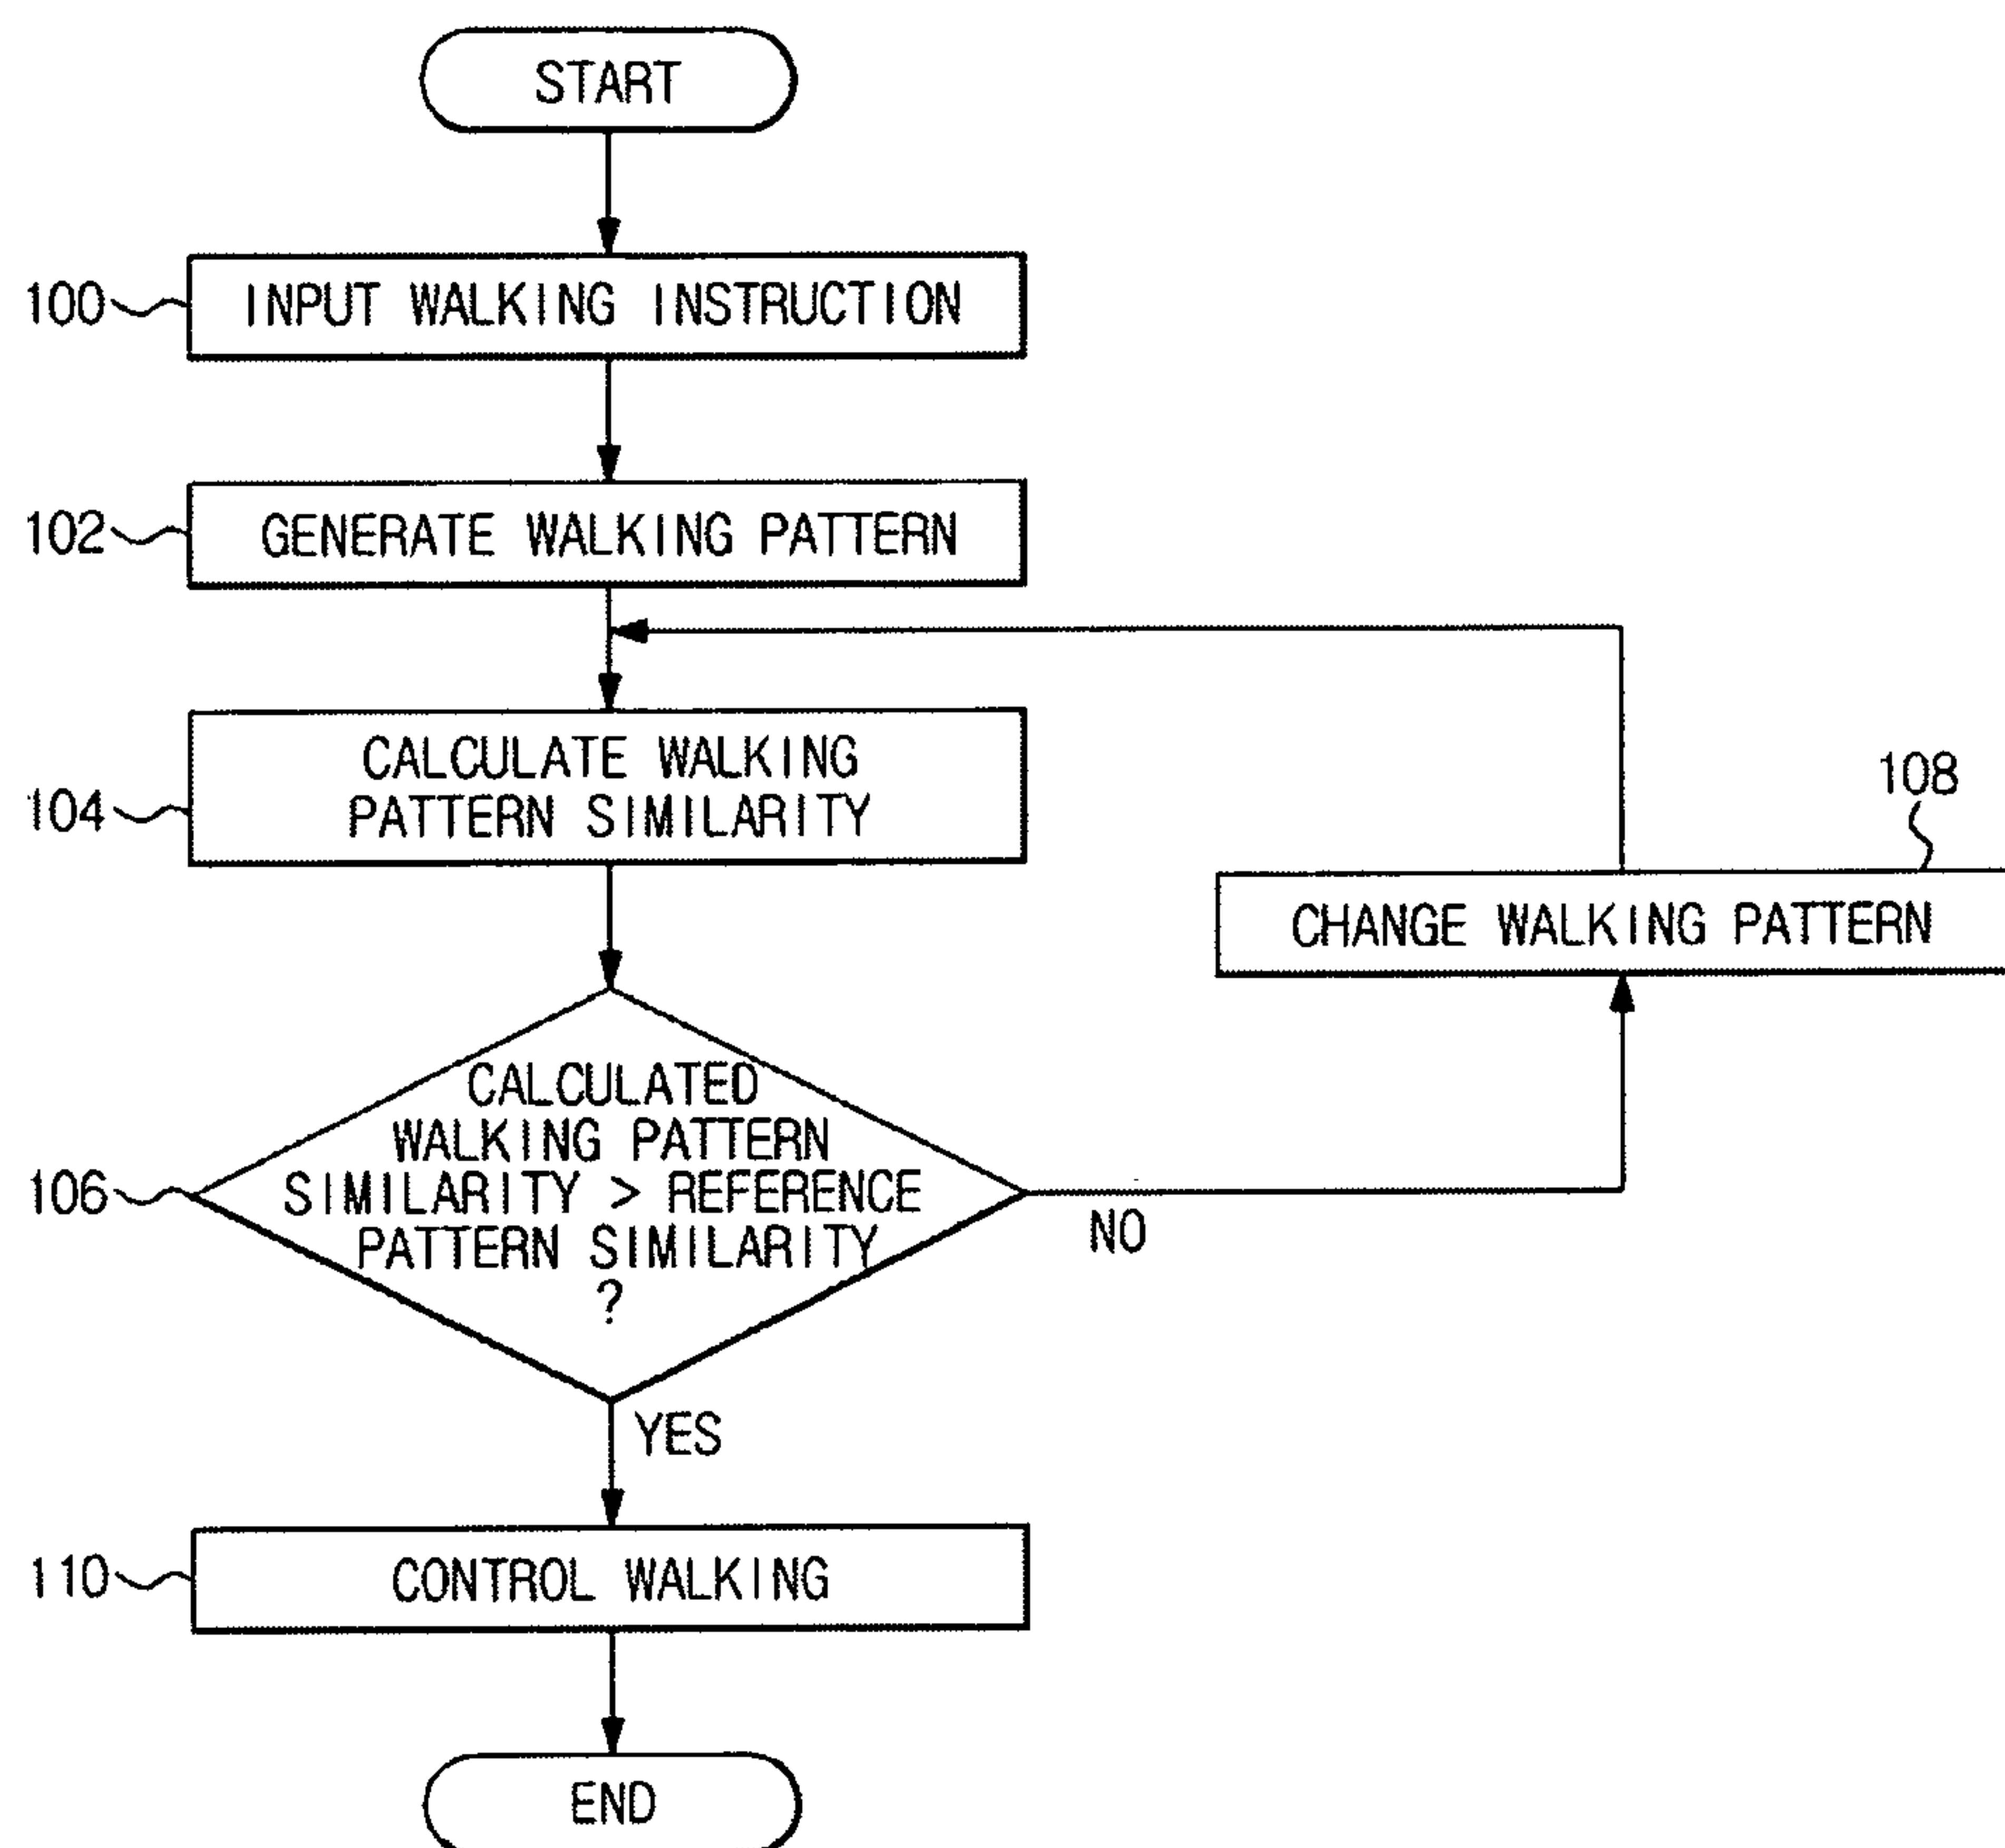 START
100
INPUT WALKING INSTRUCTION
102
GENERATE WALKING PATTERN
104
CALCULATE WALKING
PATTERN SIMILARITY
108
CHANGE WALKING PATTERN
106
CALCULATED
WALKING PATTERN
SIMILARITY > REFERENCE
PATTERN SIMILARITY
?
NO
YES
110
CONTROL WALKING
END